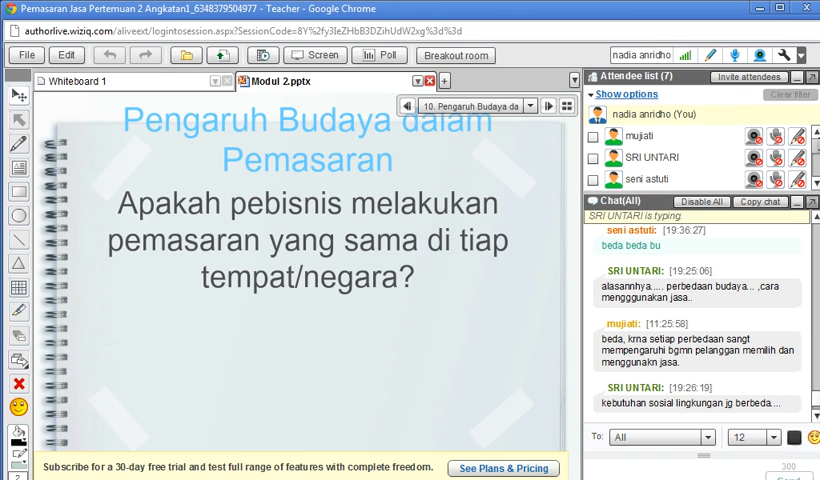 Pemasaran Jasa Pertemuan 2 Angkatan1_6348379504977 - Teacher - Google Chrome
authorlive.wiziq.com/aliveext/logintosession.aspx?SessionCode=8Y%2fy3IeZHbB3DZihUdW2xg%3d%3d
File Edit Screen Poll Breakout room nadia anridho
Whiteboard 1 Modul 2.pptx
10. Pengaruh Budaya da
Pengaruh Budaya dalam
Pemasaran
Apakah pebisnis melakukan
pemasaran yang sama di tiap
tempat/negara?
Subscribe for a 30-day free trial and test full range of features with complete freedom. See Plans & Pricing
Attendee list (7) Invite attendees
Show options Clear filter
nadia anridho (You)
mujiati
SRI UNTARI
seni astuti
Chat(All) Disable All Copy chat
SRI UNTARI is typing
seni astuti: [19:36:27]
beda beda bu
SRI UNTARI: [19:25:06]
alasannhya..... perbedaan budaya... ,cara
mengggunakan jasa..
mujiati: [11:25:58]
beda, krna setiap perbedaan sangt
mempengaruhi bgmn pelanggan memilih dan
menggunakn jasa.
SRI UNTARI: [19:26:19]
kebutuhan sosial lingkungan jg berbeda....
To: All 12
300
Send
2